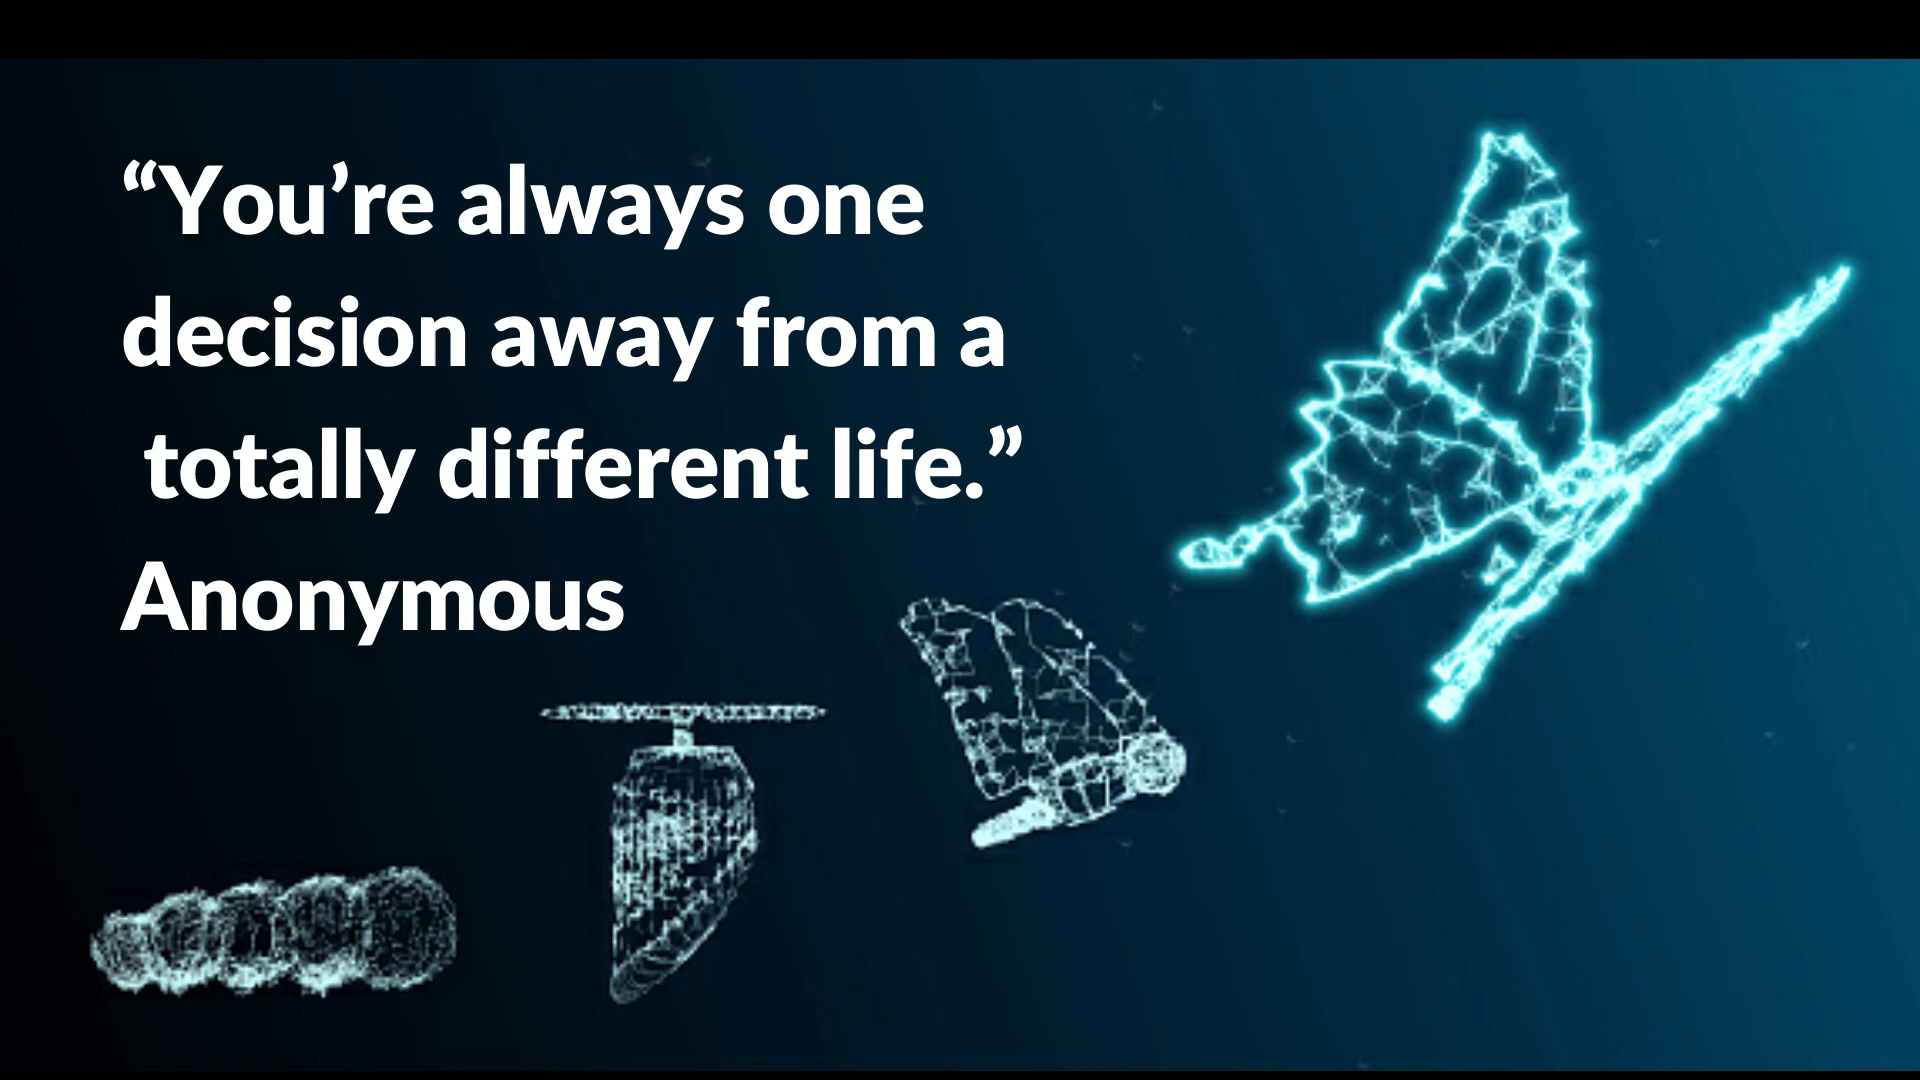 “You’re always one
decision away from a
totally different life.”
Anonymous